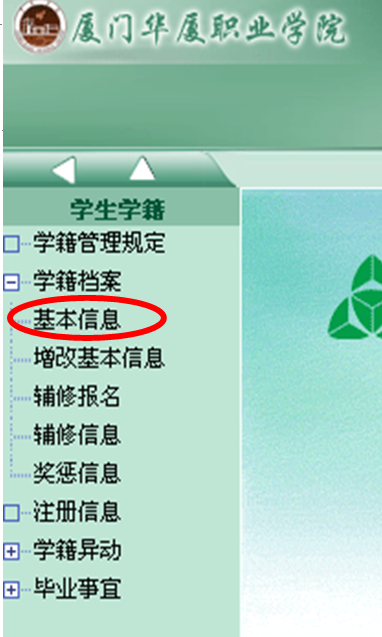 厦门华厦职业学院
学生学籍
学籍管理规定
学籍档案
基本信息
增改基本信息
辅修报名
辅修信息
奖惩信息
注册信息
学籍异动
毕业事宜